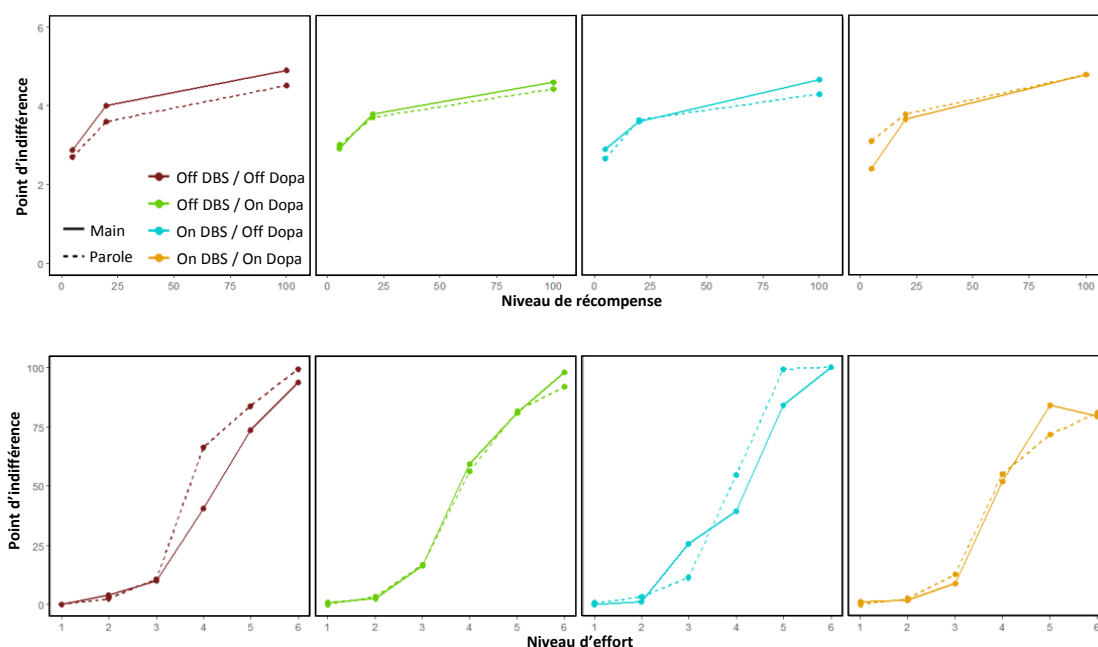 Point d'indifférence
6
4
2
0
Off DBS / Off Dopa
Off DBS / On Dopa
On DBS / Off Dopa
On DBS / On Dopa
Main
Parole
0 25 50 75 100
0 25 50 75 100
0 25 50 75 100
0 25 50 75 100
Niveau de récompense
Point d'indifférence
100
75
50
25
0
1 2 3 4 5 6
1 2 3 4 5 6
1 2 3 4 5 6
1 2 3 4 5 6
Niveau d'effort